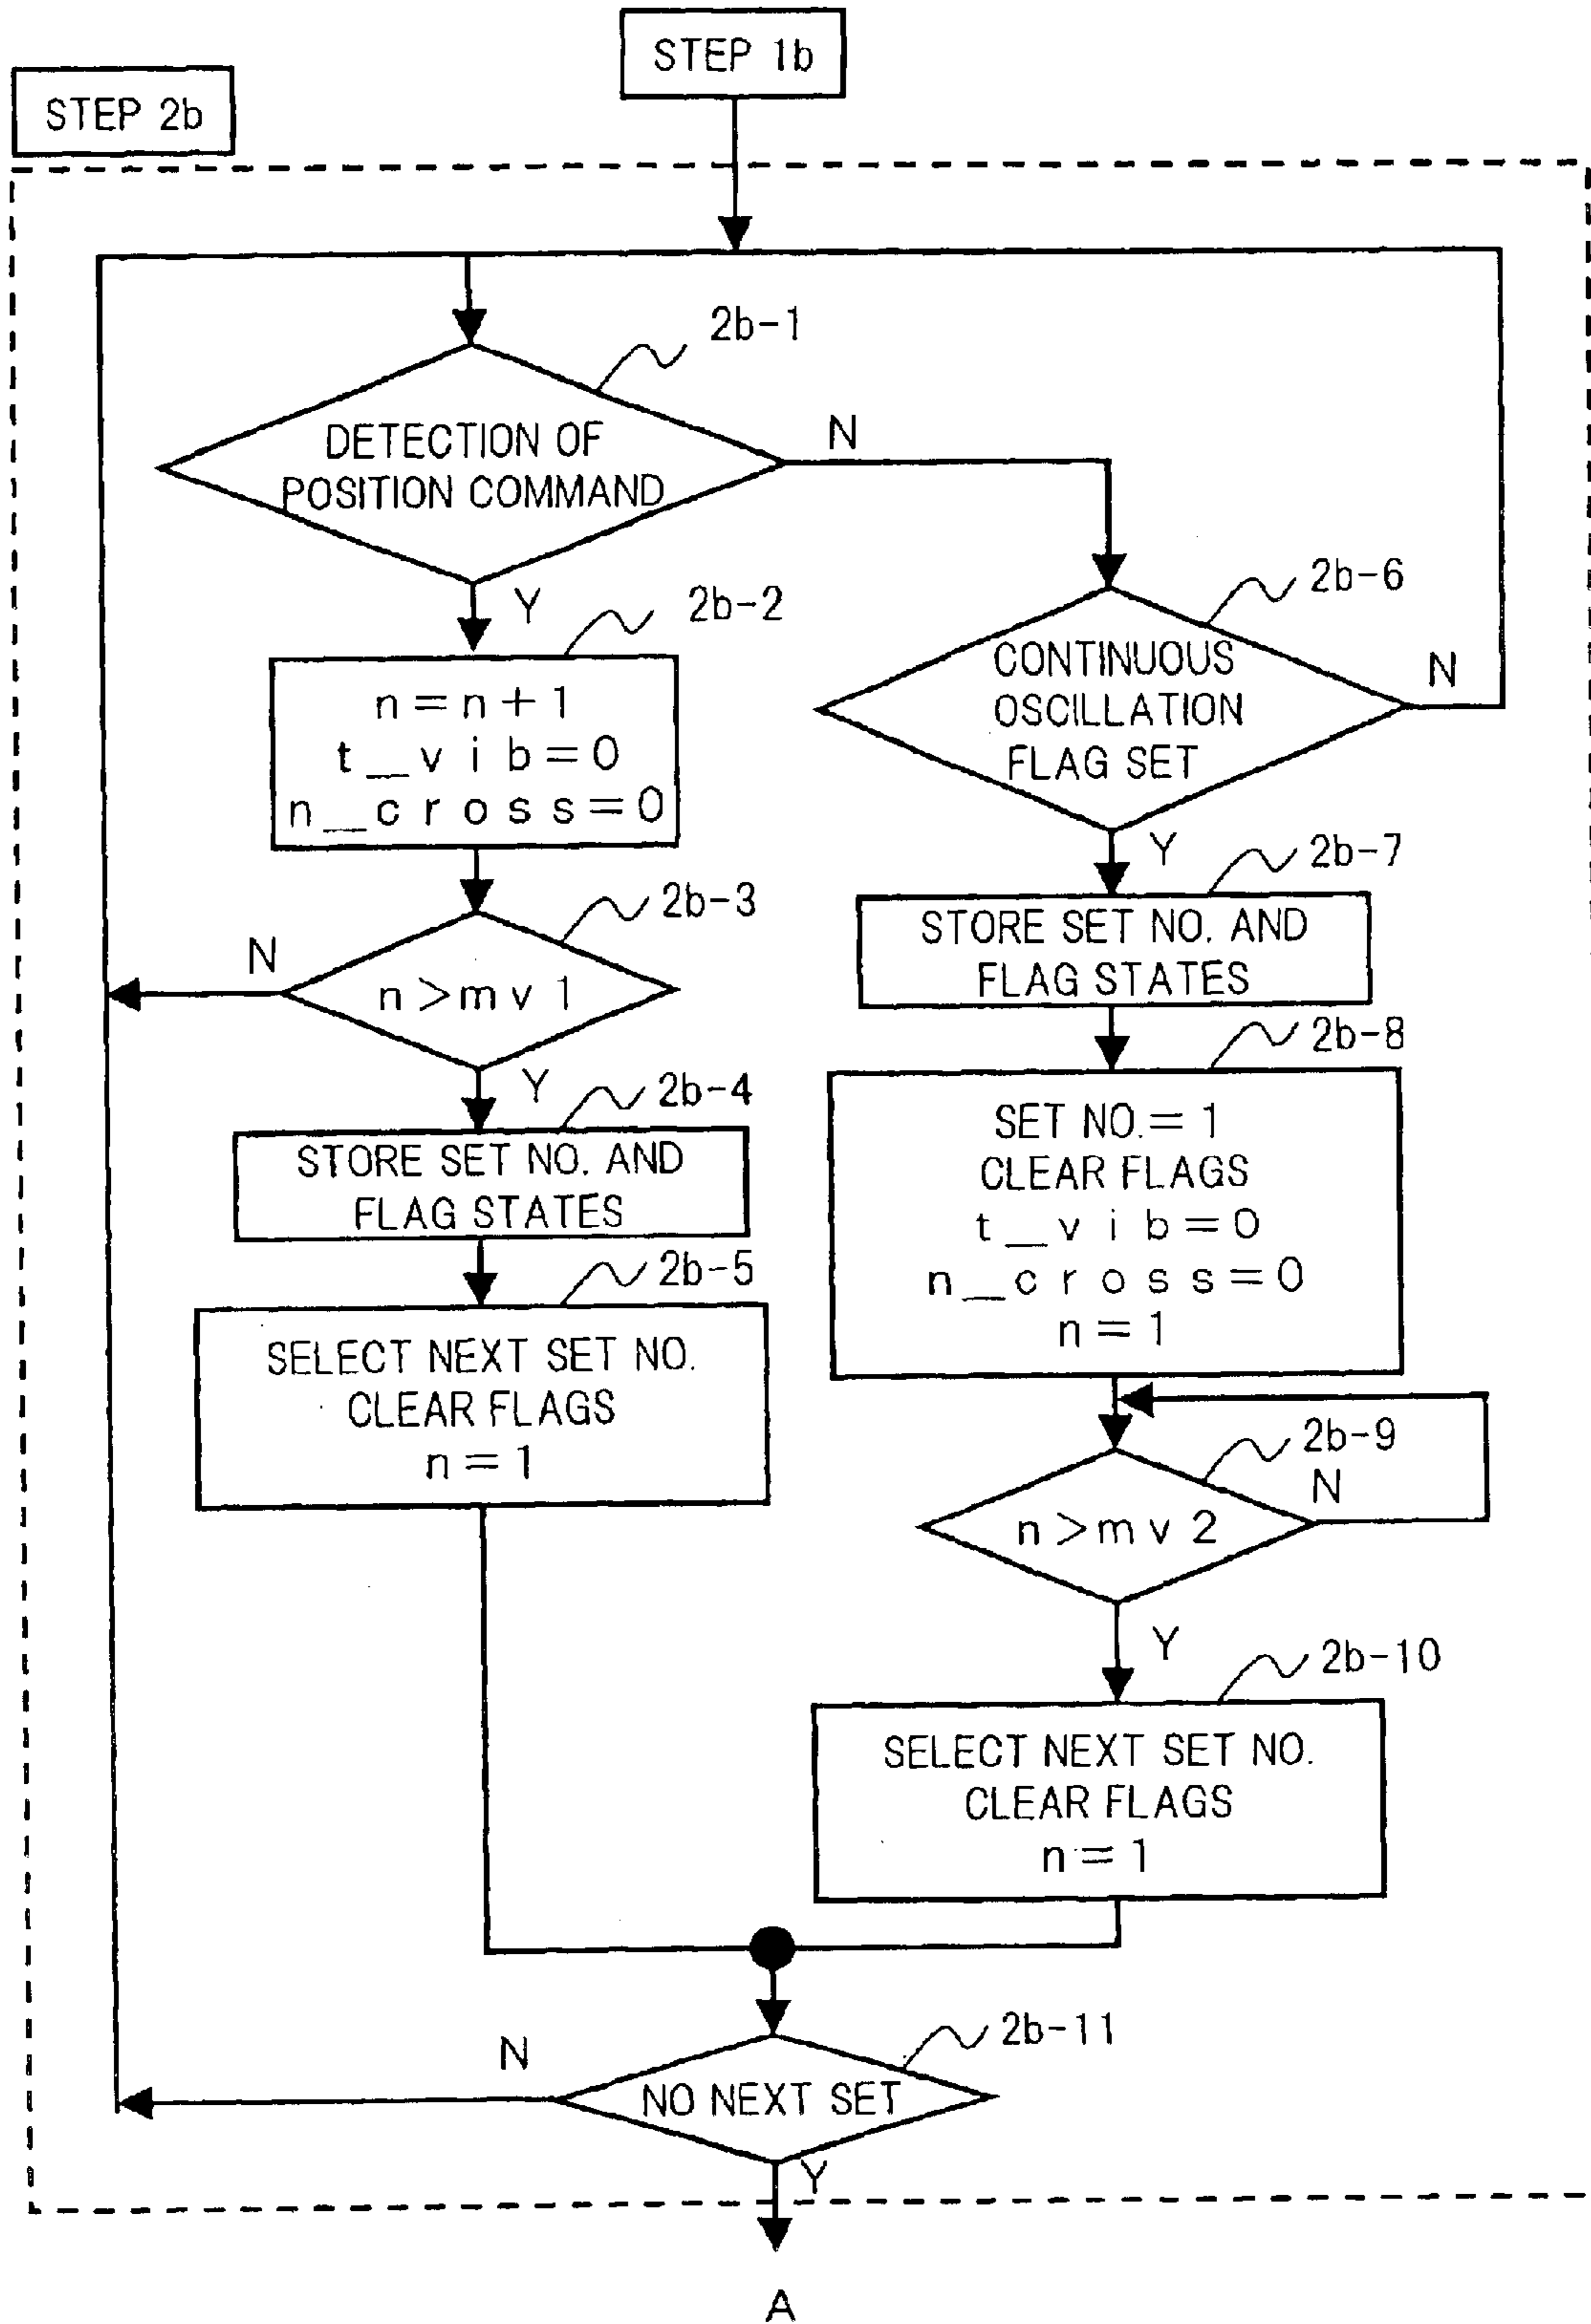 STEP 1b
STEP 2b
2b-1
DETECTION OF
POSITION COMMAND
N
Y
2b-2
n = n + 1
t_vib=0
n_cross=0
2b-6
CONTINUOUS
OSCILLATION
FLAG SET
N
Y
2b-3
n >mv1
N
Y
2b-7
STORE SET NO. AND
FLAG STATES
2b-4
STORE SET NO. AND
FLAG STATES
2b-8
SET NO.= 1
CLEAR FLAGS
t_vib=0
n_cross=0
n = 1
2b-5
SELECT NEXT SET NO.
CLEAR FLAGS
n = 1
2b-9
n >mv2
N
Y
2b-10
SELECT NEXT SET NO.
CLEAR FLAGS
n = 1
2b-11
NO NEXT SET
N
Y
A